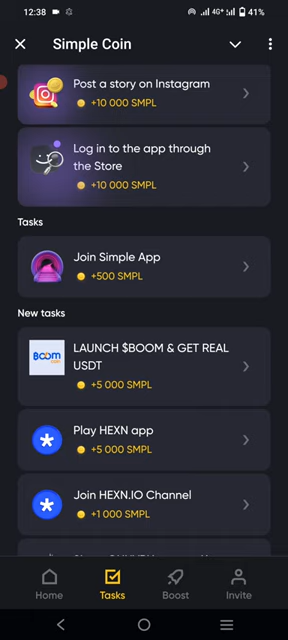 12:38
4G+
41%
Simple Coin
Post a story on Instagram
+10 000 SMPL
Log in to the app through
the Store
+10 000 SMPL
Tasks
Join Simple App
+500 SMPL
New tasks
BOOM
LAUNCH $BOOM & GET REAL
USDT
+5 000 SMPL
Play HEXN app
+5 000 SMPL
Join HEXN.IO Channel
+1 000 SMPL
Home
Tasks
Boost
Invite